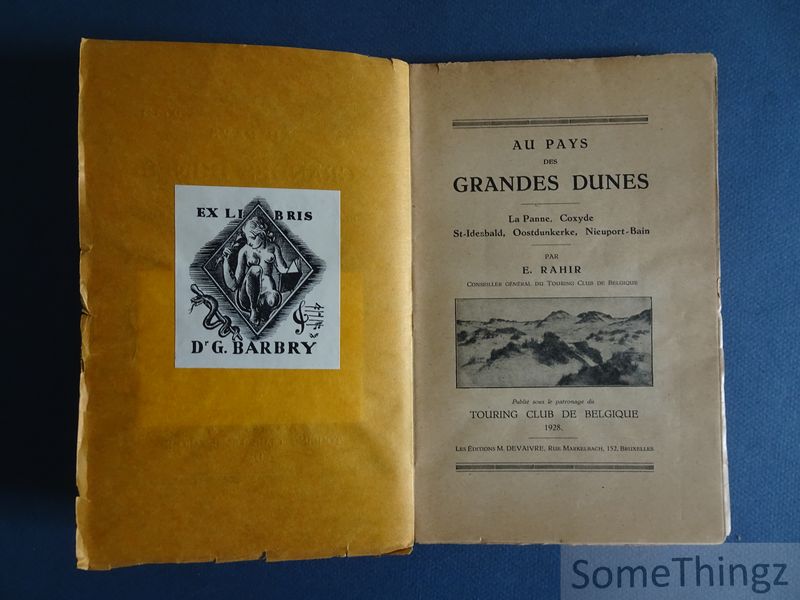 EX LIBRIS
Dr G. BARBRY
AU PAYS
DES
GRANDES DUNES
La Panne, Coxyde
St-Idesbald, Oostdunkerke, Nieuport-Bain
PAR
E. RAHIR
CONSEILLER GÉNÉRAL DU TOURING CLUB DE BELGIQUE
Publié sous le patronage du
TOURING CLUB DE BELGIQUE
1928.
LES ÉDITIONS M. DEVAIVRE, RUE MARKELBACH, 152, BRUXELLES
SomeThingz